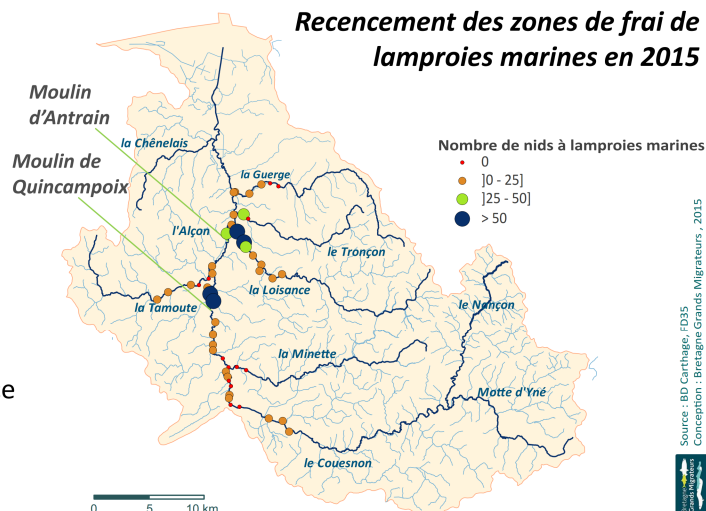 Recencement des zones de frai de
lamproies marines en 2015
Moulin
d'Antrain
Moulin de
Quincampoix
la Chênelais
la Guerge
l'Alçon
le Tronçon
la Loisance
la Tamoute
le Nançon
la Minette
Motte d'Yné
le Couesnon
Nombre de nids à lamproies marines
0
]0 - 25]
]25 - 50]
> 50
e
0 5 10 km
Source : BD Carthage, FD35
Conception : Bretagne Grands Migrateurs , 2015
Bretagne
Grands Migrateurs